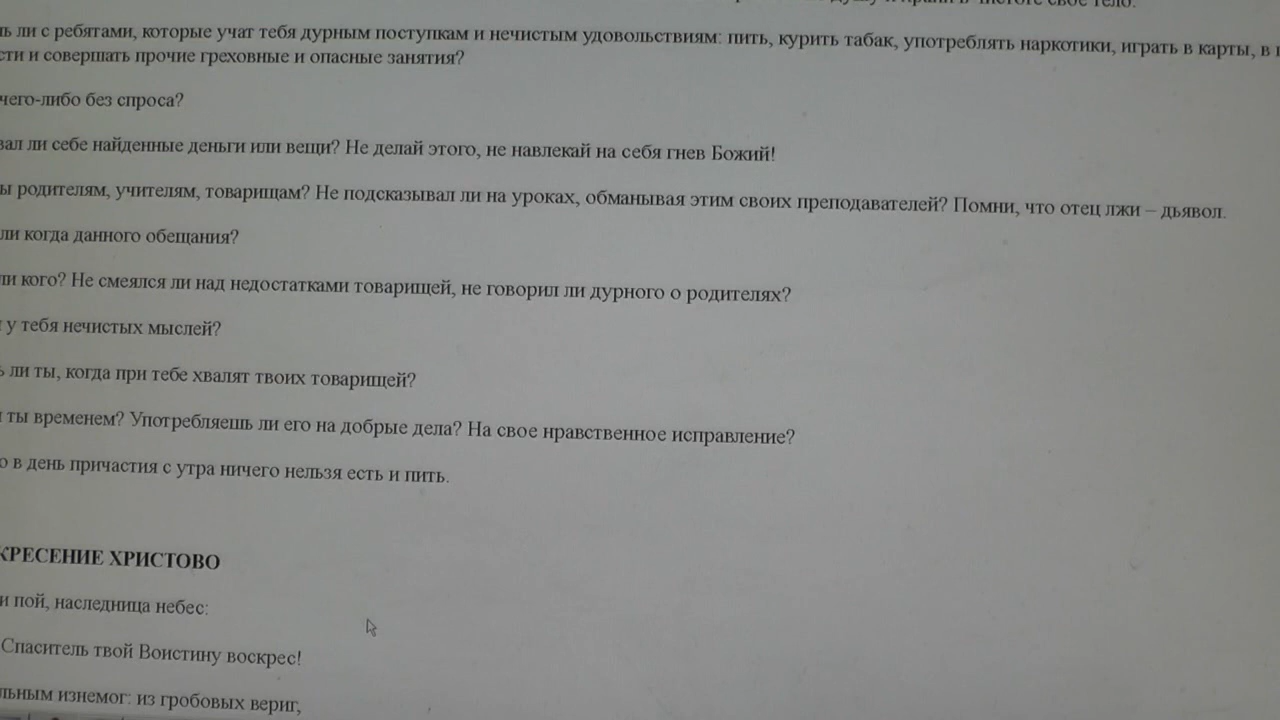 душу и храни в чистоте свое тело.
ли с ребятами, которые учат тебя дурным поступкам и нечистым удовольствиям: пить, курить табак, употреблять наркотики, играть в карты, в
сти и совершать прочие греховные и опасные занятия?
чего-либо без спроса?
вал ли себе найденные деньги или вещи? Не делай этого, не навлекай на себя гнев Божий!
ы родителям, учителям, товарищам? Не подсказывал ли на уроках, обманывая этим своих преподавателей? Помни, что отец лжи – дьявол.
ли когда данного обещания?
ли кого? Не смеялся ли над недостатками товарищей, не говорил ли дурного о родителях?
у тебя нечистых мыслей?
ь ли ты, когда при тебе хвалят твоих товарищей?
ты временем? Употребляешь ли его на добрые дела? На свое нравственное исправление?
о в день причастия с утра ничего нельзя есть и пить.
КРЕСЕНИЕ ХРИСТОВО
и пой, наследница небес:
Спаситель твой Воистину воскрес!
льным изнемог: из гробовых вериг,